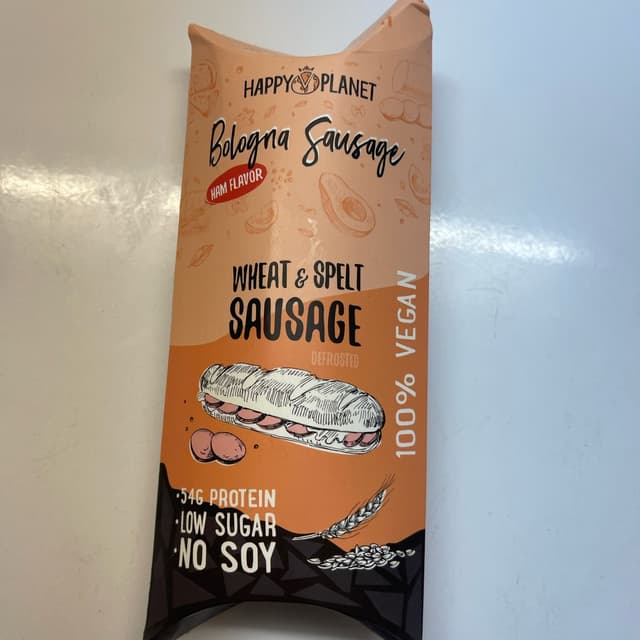 HAPPY PLANET
Bologna Sausage
HAM FLAVOR
WHEAT & SPELT
SAUSAGE
DEFROSTED
100% VEGAN
·54G PROTEIN
·LOW SUGAR
·NO SOY